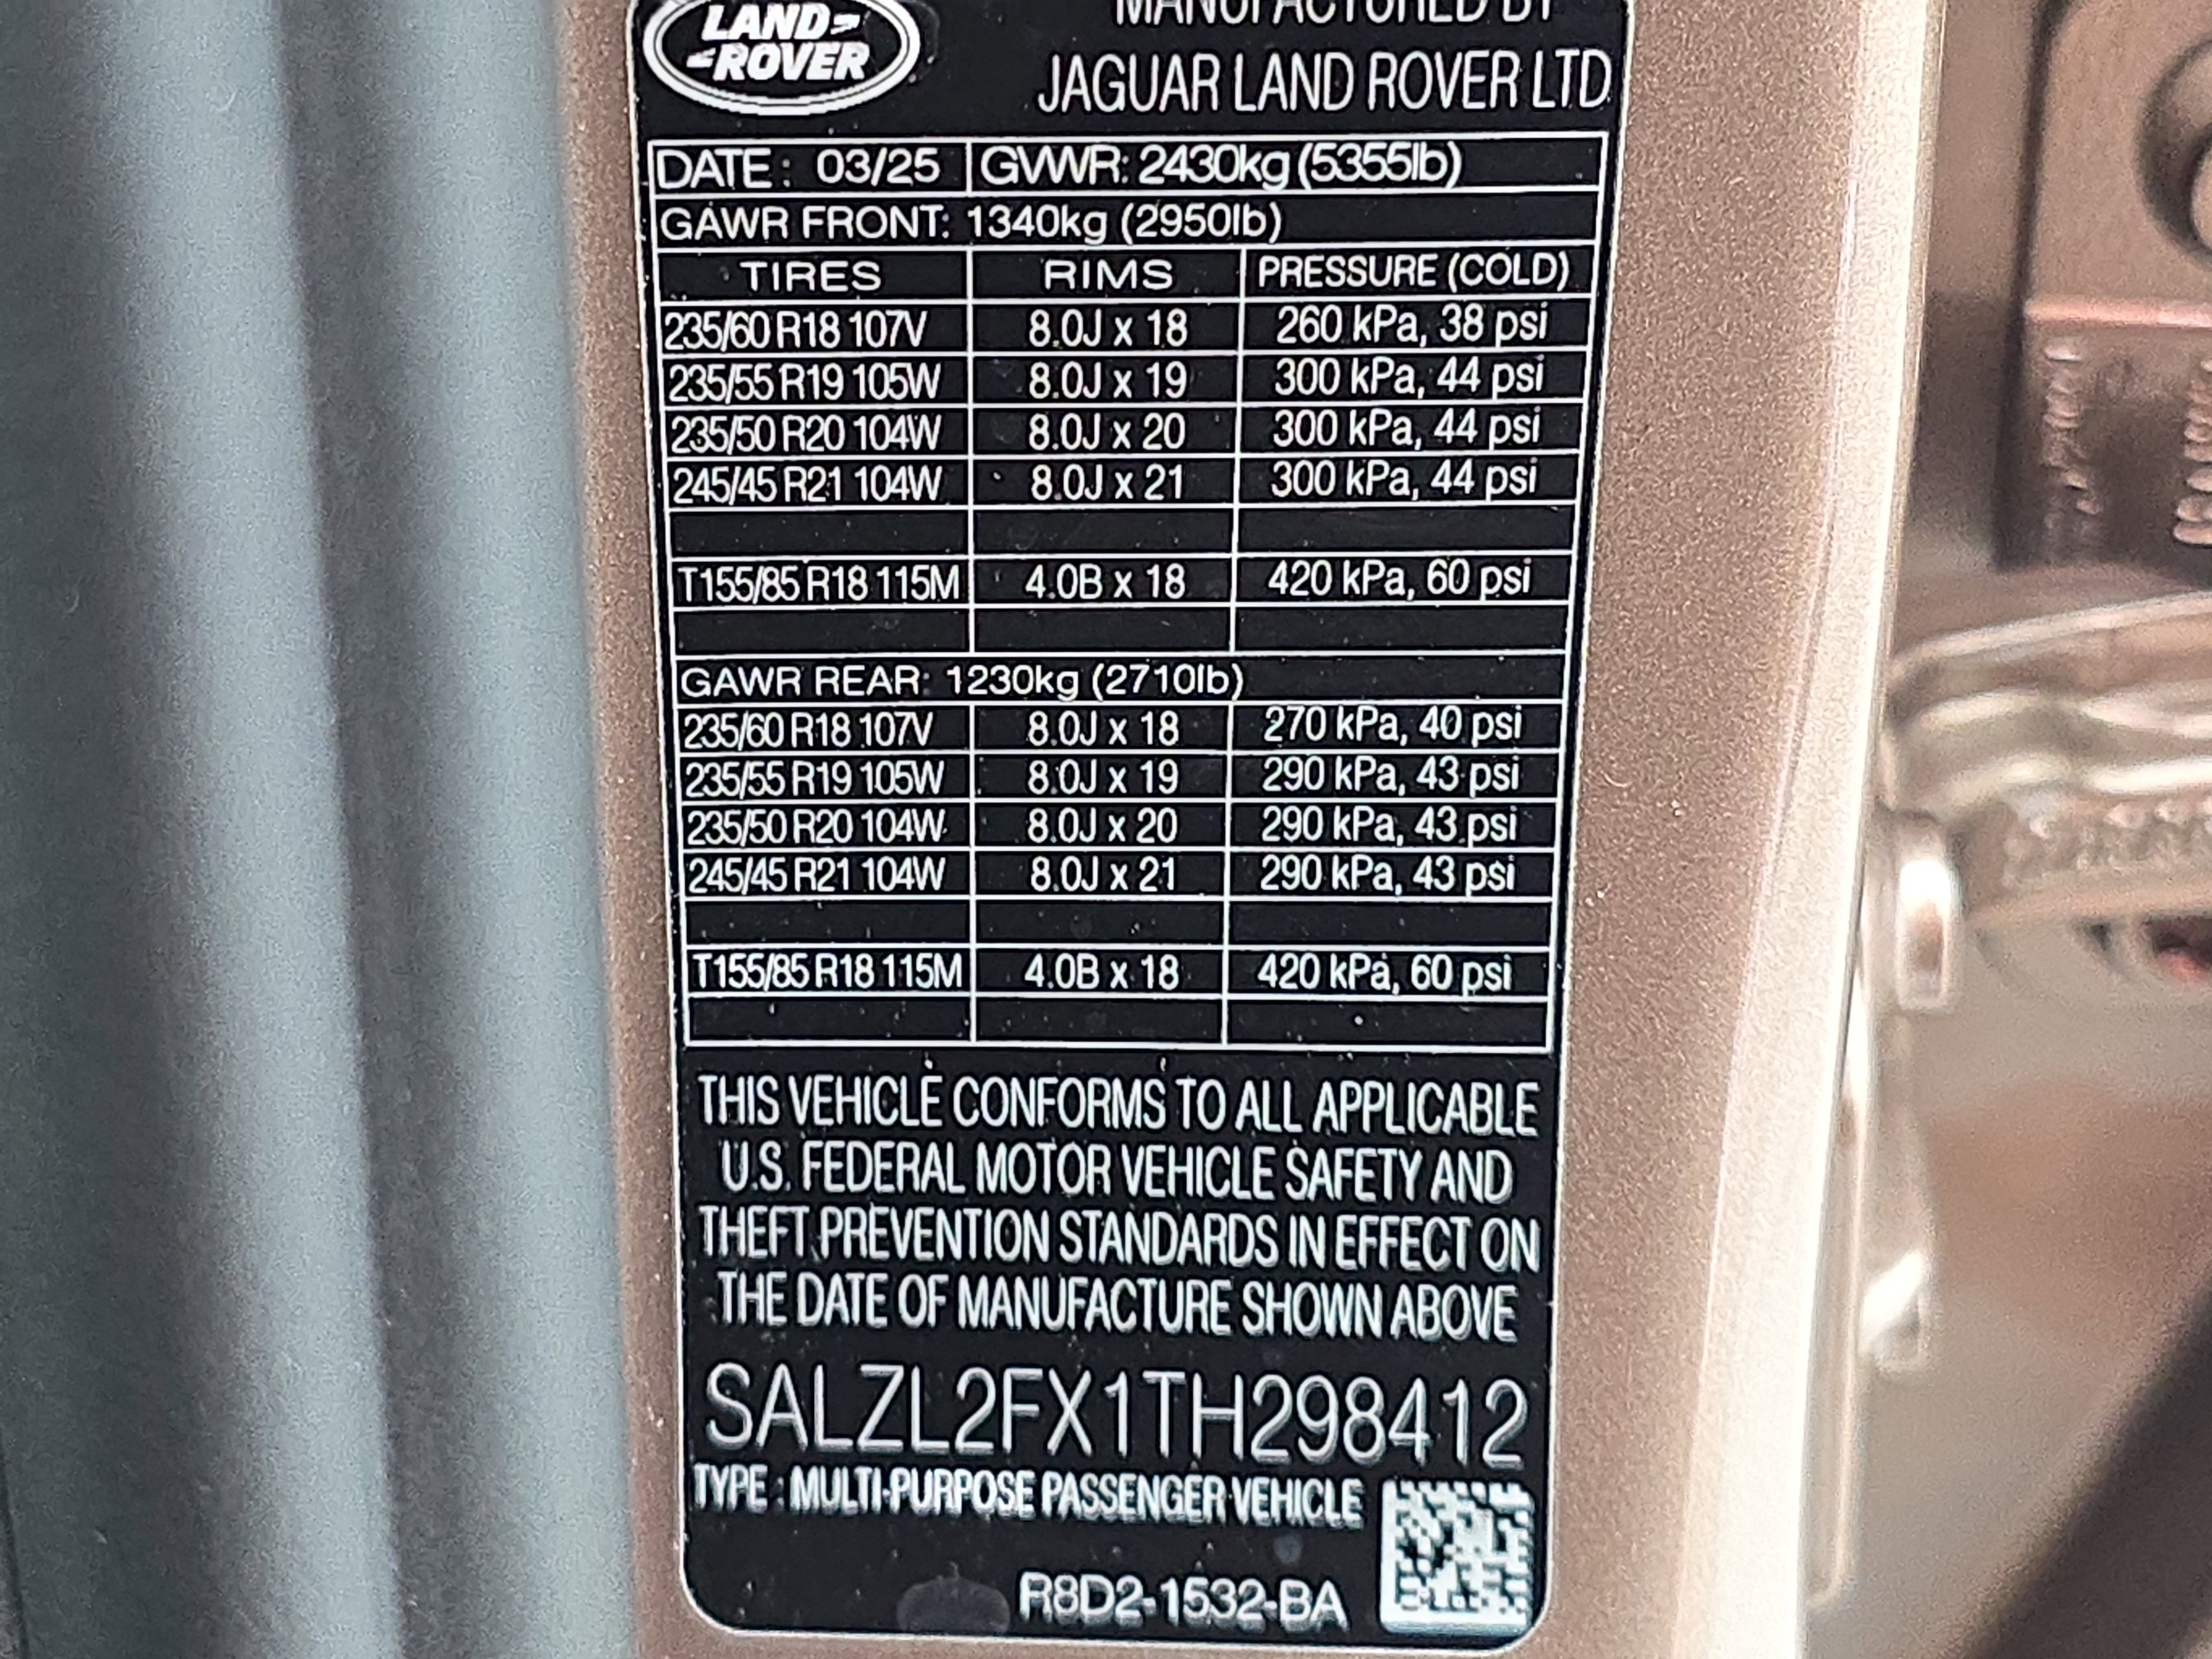 LAND-
-ROVER
MANUFACTURED BY
JAGUAR LAND ROVER LTD
DATE: 03/25 GVWR: 2430kg (5355lb)
GAWR FRONT: 1340kg (2950lb)
TIRES RIMS PRESSURE (COLD)
235/60 R18 107V 8.0J x 18 260 kPa, 38 psi
235/55 R19 105W 8.0J x 19 300 kPa, 44 psi
235/50 R20 104W 8.0J x 20 300 kPa, 44 psi
245/45 R21 104W 8.0J x 21 300 kPa, 44 psi
T155/85 R18 115M 4.0B x 18 420 kPa, 60 psi
GAWR REAR: 1230kg (2710lb)
235/60 R18 107V 8.0J x 18 270 kPa, 40 psi
235/55 R19 105W 8.0J x 19 290 kPa, 43 psi
235/50 R20 104W 8.0J x 20 290 kPa, 43 psi
245/45 R21 104W 8.0J x 21 290 kPa, 43 psi
T155/85 R18 115M 4.0B x 18 420 kPa, 60 psi
THIS VEHICLE CONFORMS TO ALL APPLICABLE
U.S. FEDERAL MOTOR VEHICLE SAFETY AND
THEFT PREVENTION STANDARDS IN EFFECT ON
THE DATE OF MANUFACTURE SHOWN ABOVE
SALZL2FX1TH298412
TYPE : MULTI-PURPOSE PASSENGER VEHICLE
R8D2-1532-BA